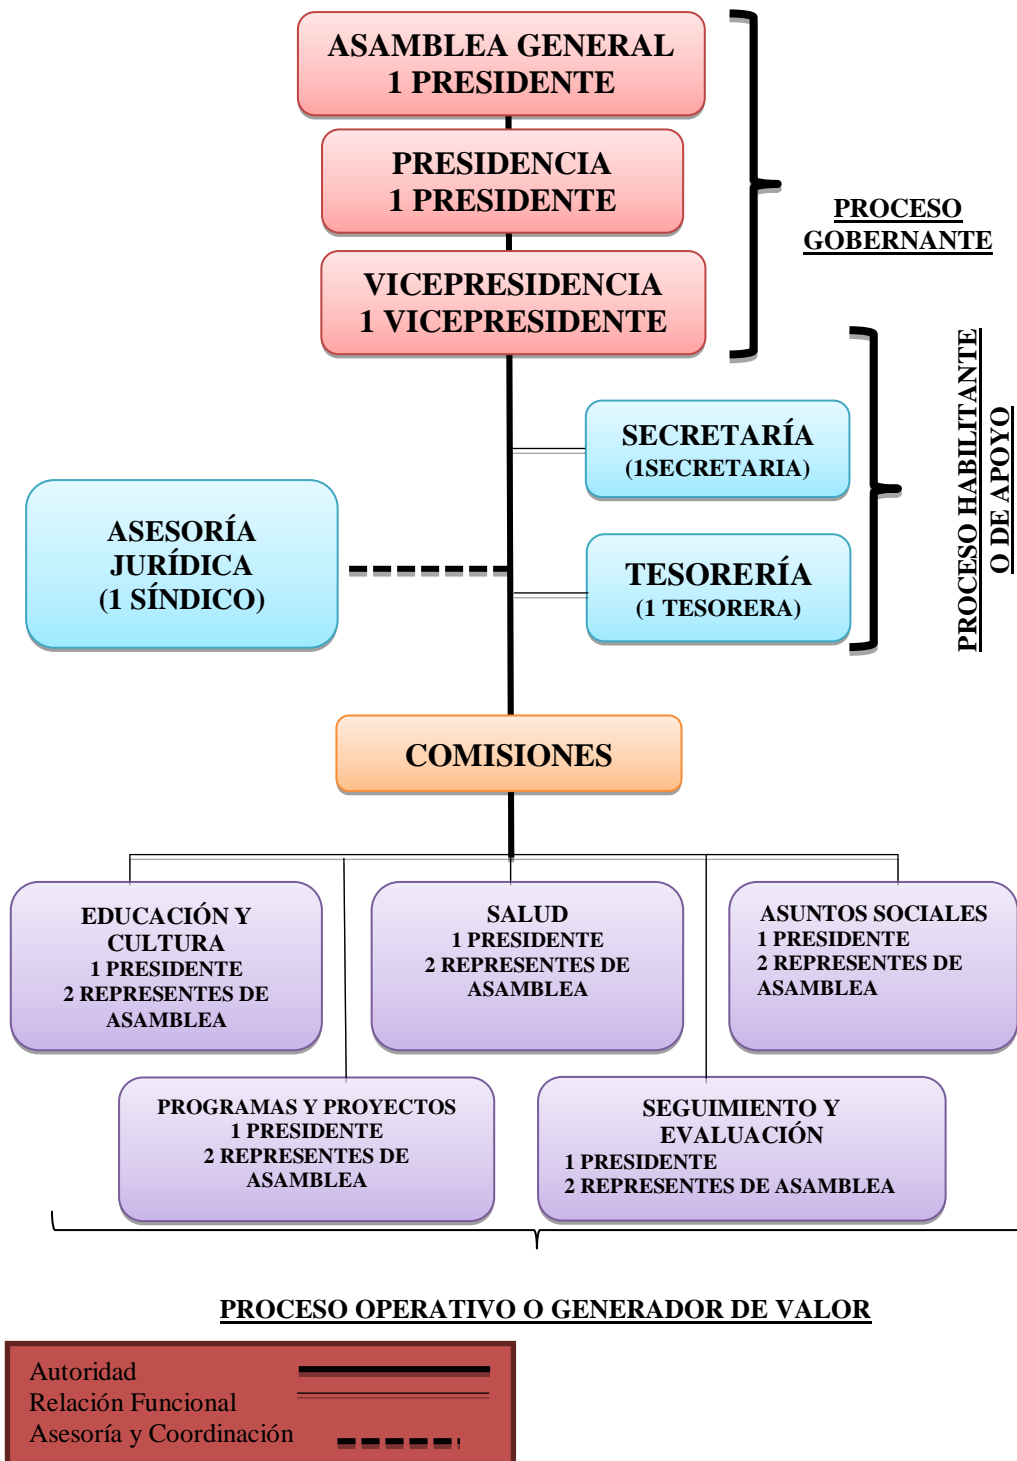 ASAMBLEA GENERAL
1 PRESIDENTE
PRESIDENCIA
1 PRESIDENTE
PROCESO
GOBERNANTE
VICEPRESIDENCIA
1 VICEPRESIDENTE
PROCESO HABILITANTE
O DE APOYO
SECRETARÍA
(1SECRETARIA)
ASESORÍA
JURÍDICA
(1 SÍNDICO)
TESORERÍA
(1 TESORERA)
COMISIONES
EDUCACIÓN Y
CULTURA
1 PRESIDENTE
2 REPRESENTES DE
ASAMBLEA
SALUD
1 PRESIDENTE
2 REPRESENTES DE
ASAMBLEA
ASUNTOS SOCIALES
1 PRESIDENTE
2 REPRESENTES DE
ASAMBLEA
PROGRAMAS Y PROYECTOS
1 PRESIDENTE
2 REPRESENTES DE
ASAMBLEA
SEGUIMIENTO Y
EVALUACIÓN
1 PRESIDENTE
2 REPRESENTES DE ASAMBLEA
PROCESO OPERATIVO O GENERADOR DE VALOR
Autoridad
Relación Funcional
Asesoría y Coordinación